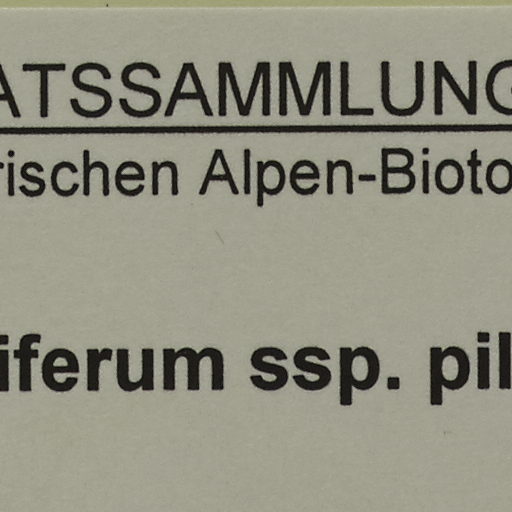 ATSSAMMLUNG
rischen Alpen-Bioto
iferum ssp. pil